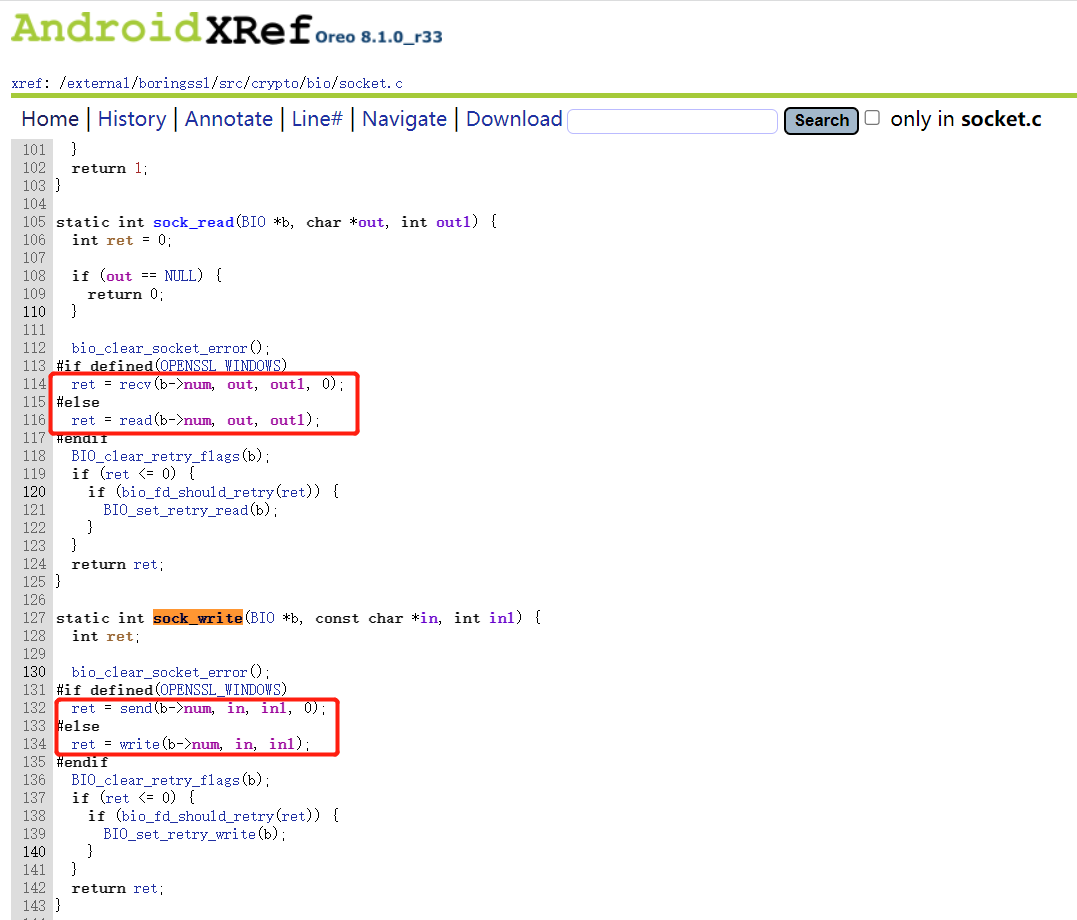 AndroidXRef Oreo 8.1.0_r33
xref: /external/boringssl/src/crypto/bio/socket.c
Home | History | Annotate | Line# | Navigate | Download Search only in socket.c
101   }
102   return 1;
103 }
104
105 static int sock_read(BIO *b, char *out, int outl) {
106   int ret = 0;
107
108   if (out == NULL) {
109     return 0;
110   }
111
112   bio_clear_socket_error();
113 #if defined(OPENSSL_WINDOWS)
114   ret = recv(b->num, out, outl, 0);
115 #else
116   ret = read(b->num, out, outl);
117 #endif
118   BIO_clear_retry_flags(b);
119   if (ret <= 0) {
120     if (bio_fd_should_retry(ret)) {
121       BIO_set_retry_read(b);
122     }
123   }
124   return ret;
125 }
126
127 static int sock_write(BIO *b, const char *in, int inl) {
128   int ret;
129
130   bio_clear_socket_error();
131 #if defined(OPENSSL_WINDOWS)
132   ret = send(b->num, in, inl, 0);
133 #else
134   ret = write(b->num, in, inl);
135 #endif
136   BIO_clear_retry_flags(b);
137   if (ret <= 0) {
138     if (bio_fd_should_retry(ret)) {
139       BIO_set_retry_write(b);
140     }
141   }
142   return ret;
143 }